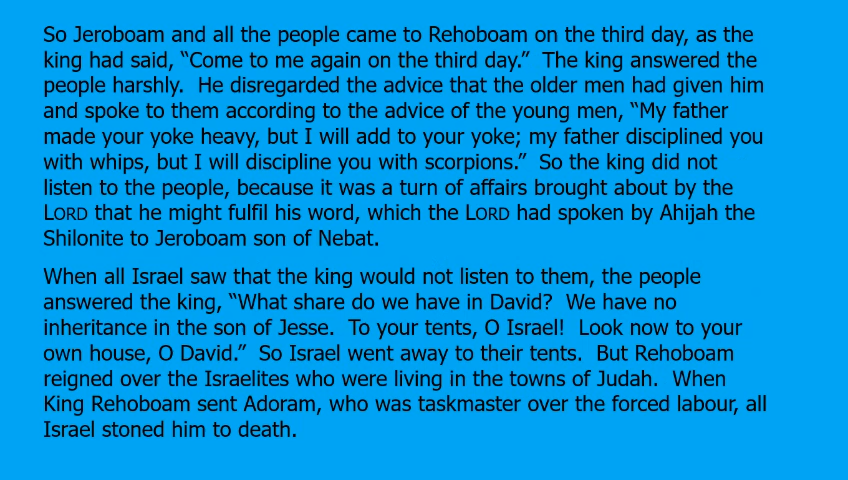 So Jeroboam and all the people came to Rehoboam on the third day, as the
king had said, “Come to me again on the third day.”  The king answered the
people harshly.  He disregarded the advice that the older men had given him
and spoke to them according to the advice of the young men, “My father
made your yoke heavy, but I will add to your yoke; my father disciplined you
with whips, but I will discipline you with scorpions.”  So the king did not
listen to the people, because it was a turn of affairs brought about by the
LORD that he might fulfil his word, which the LORD had spoken by Ahijah the
Shilonite to Jeroboam son of Nebat.
When all Israel saw that the king would not listen to them, the people
answered the king, “What share do we have in David?  We have no
inheritance in the son of Jesse.  To your tents, O Israel!  Look now to your
own house, O David.”  So Israel went away to their tents.  But Rehoboam
reigned over the Israelites who were living in the towns of Judah.  When
King Rehoboam sent Adoram, who was taskmaster over the forced labour, all
Israel stoned him to death.